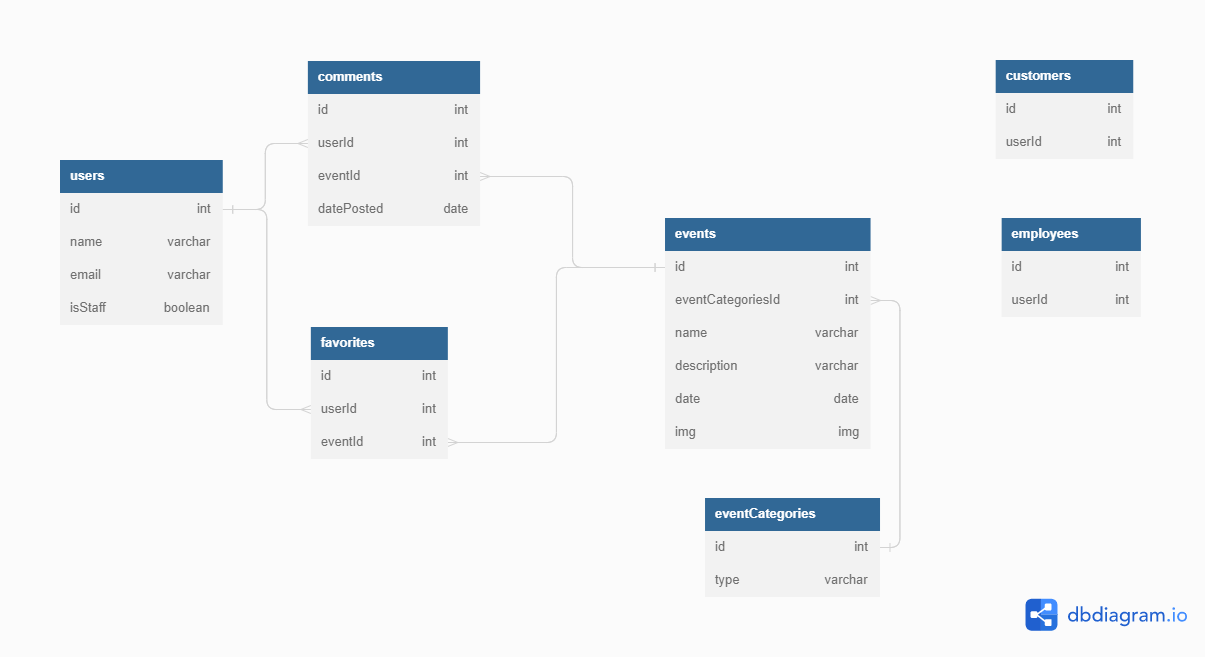 users
id int
name varchar
email varchar
isStaff boolean
comments
id int
userId int
eventId int
datePosted date
favorites
id int
userId int
eventId int
events
id int
eventCategoriesId int
name varchar
description varchar
date date
img img
eventCategories
id int
type varchar
customers
id int
userId int
employees
id int
userId int
dbdiagram.io